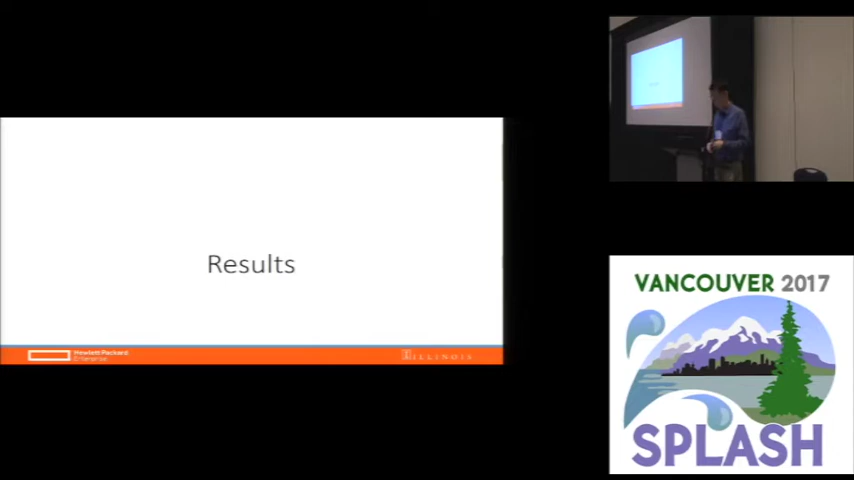 Results
Hewlett Packard
Enterprise
ILLINOIS
VANCOUVER 2017
SPLASH